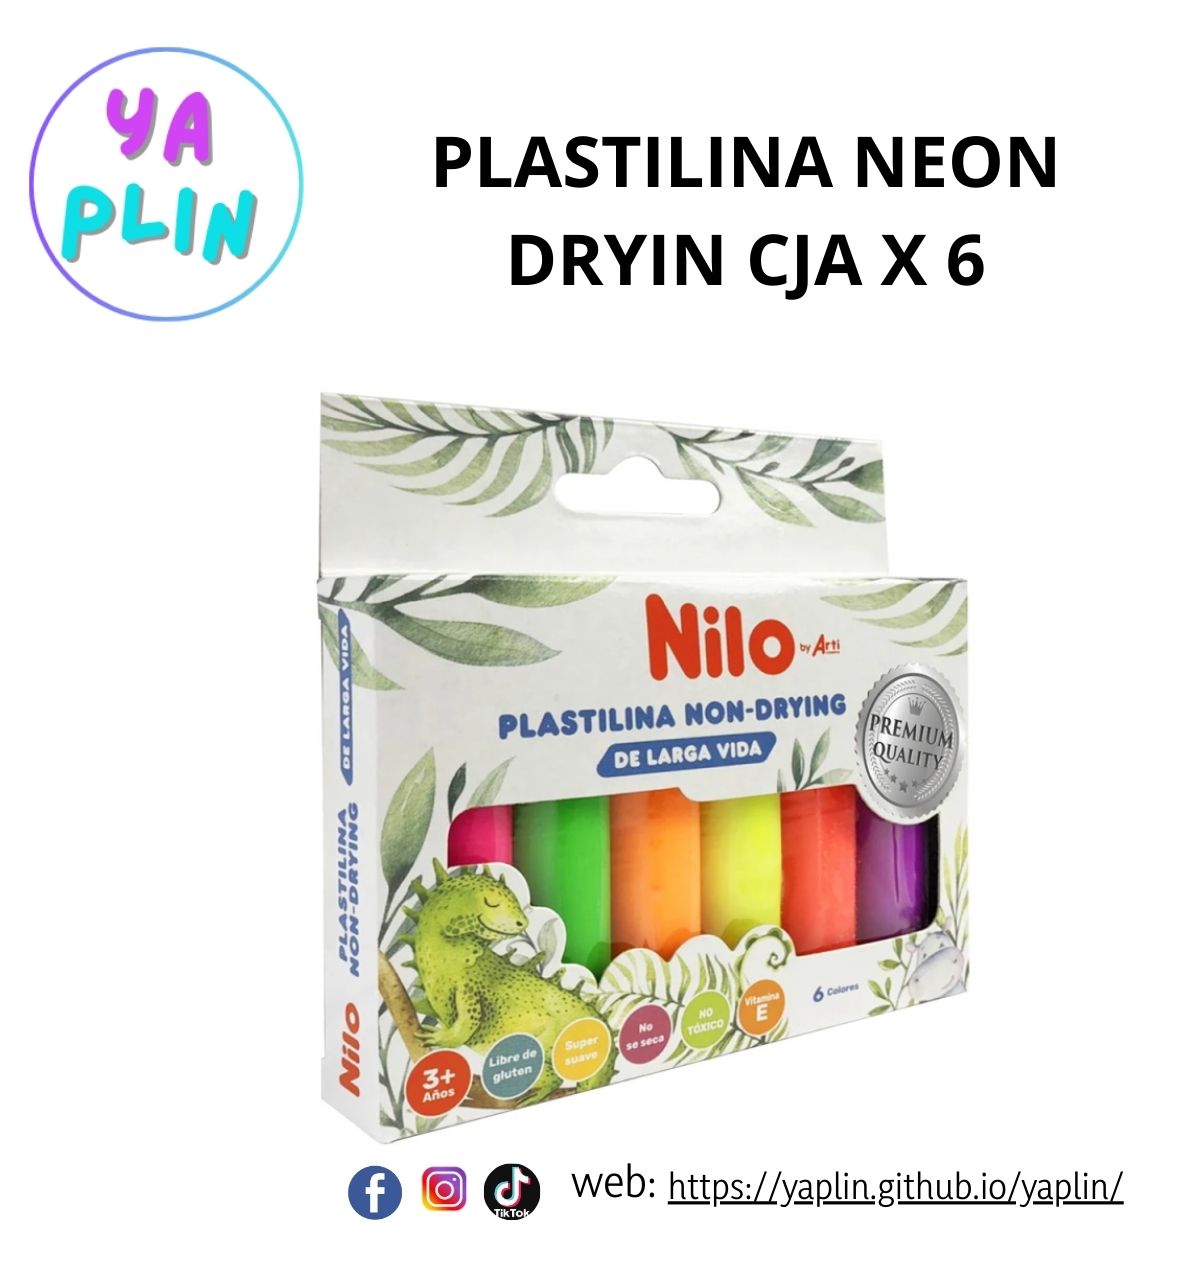 YA
PLIN
PLASTILINA NEON
DRYIN CJA X 6
Nilo by Arti
PLASTILINA NON-DRYING
DE LARGA VIDA
PREMIUM
QUALITY
DE LARGA VIDA
PLASTILINA
NON-DRYING
Nilo
6 Colores
3+
Años
Libre de
gluten
Super
suave
No
se seca
NO
TÓXICO
Vitamina
E
TikTok
web: https://yaplin.github.io/yaplin/